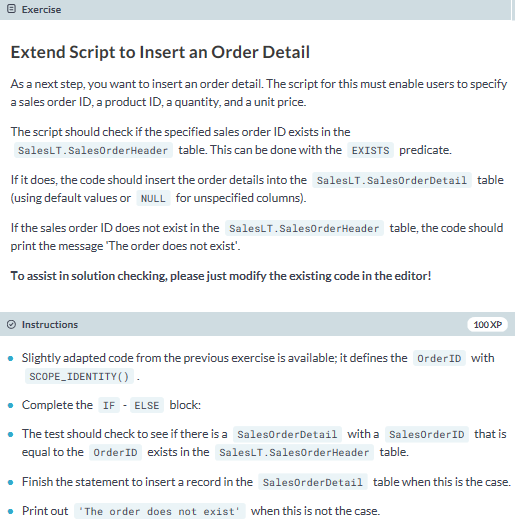 Exercise
Extend Script to Insert an Order Detail
As a next step, you want to insert an order detail. The script for this must enable users to specify
a sales order ID, a product ID, a quantity, and a unit price.
The script should check if the specified sales order ID exists in the
SalesLT.SalesOrderHeader table. This can be done with the EXISTS predicate.
If it does, the code should insert the order details into the SalesLT.SalesOrderDetail table
(using default values or NULL for unspecified columns).
If the sales order ID does not exist in the SalesLT.SalesOrderHeader table, the code should
print the message 'The order does not exist'.
To assist in solution checking, please just modify the existing code in the editor!
Instructions 100 XP
• Slightly adapted code from the previous exercise is available; it defines the OrderID with
SCOPE_IDENTITY() .
• Complete the IF - ELSE block:
• The test should check to see if there is a SalesOrderDetail with a SalesOrderID that is
equal to the OrderID exists in the SalesLT.SalesOrderHeader table.
• Finish the statement to insert a record in the SalesOrderDetail table when this is the case.
• Print out 'The order does not exist' when this is not the case.